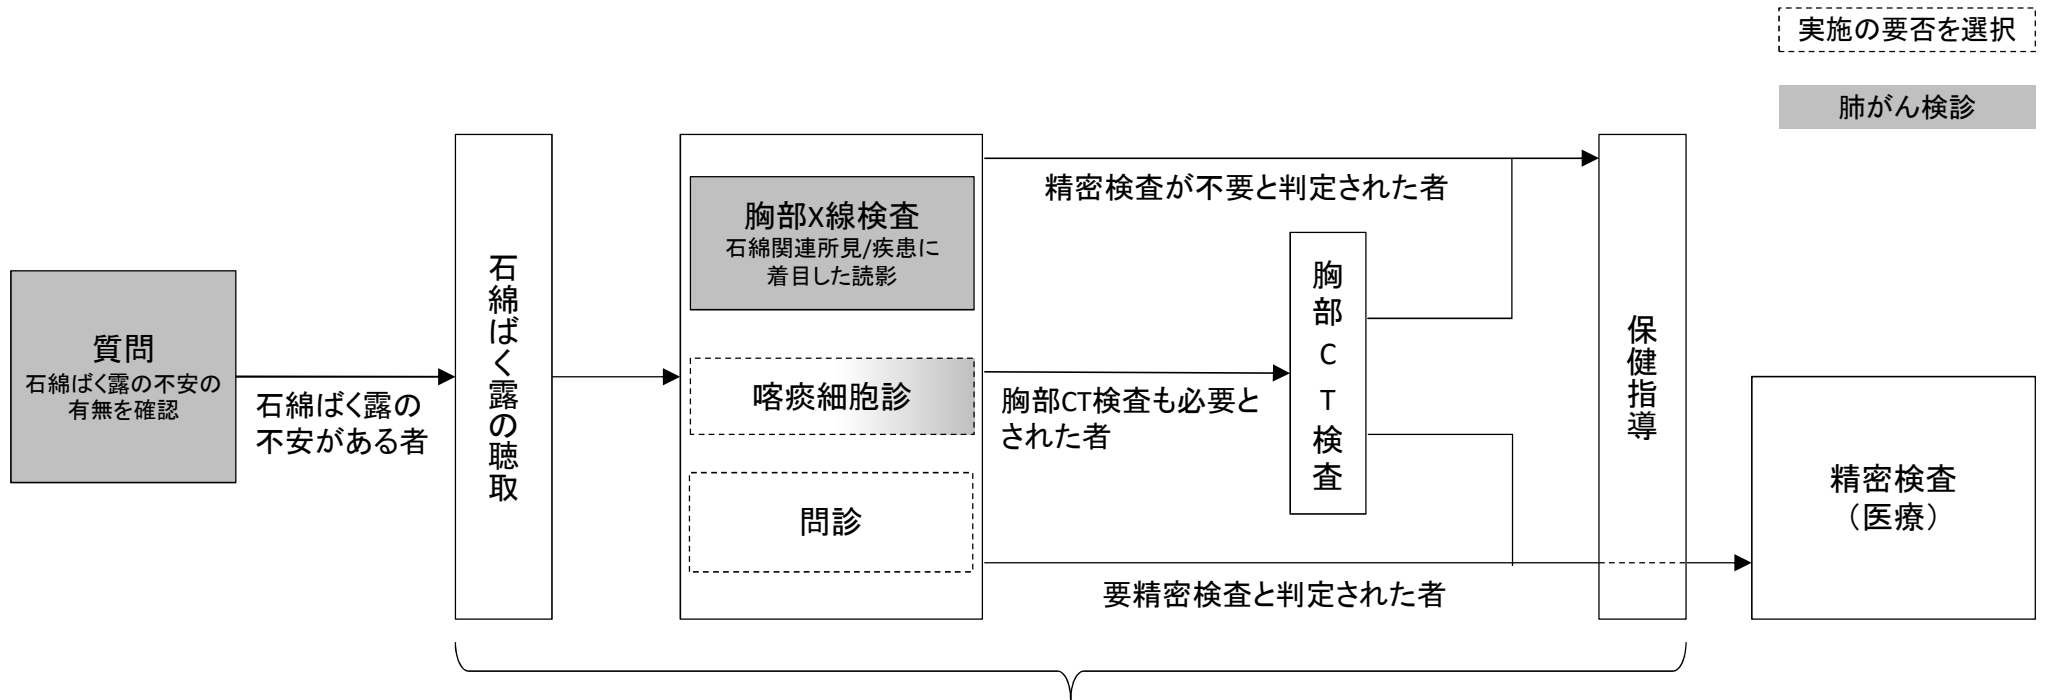 実施の要否を選択
肺がん検診
質問
石綿ばく露の不安の
有無を確認
石綿ばく露の
不安がある者
石綿ばく露の聴取
胸部X線検査
石綿関連所見/疾患に
着目した読影
喀痰細胞診
問診
精密検査が不要と判定された者
胸部CT検査も必要と
された者
要精密検査と判定された者
胸部CT検査
保健指導
精密検査
（医療）